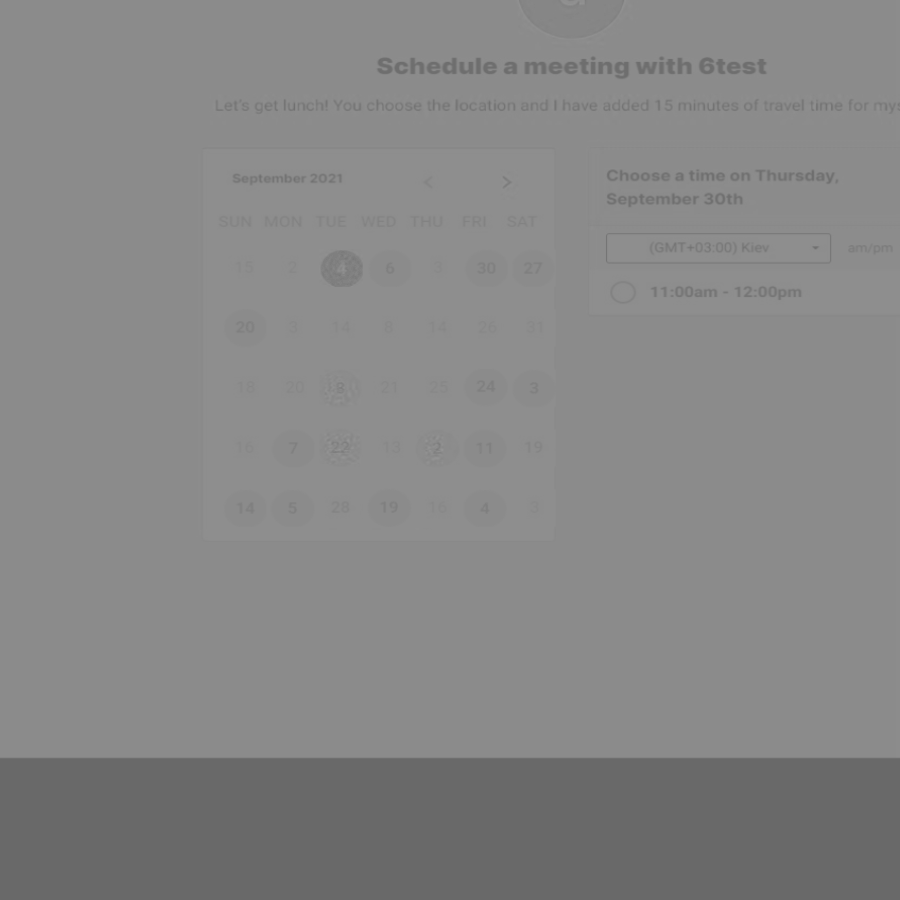 Schedule a meeting with 6test
Let's get lunch! You choose the location and I have added 15 minutes of travel time for mys
September 2021 < >
SUN MON TUE WED THU FRI SAT
15 2 4 6 3 30 27
20 3 14 8 14 26 31
18 20 8 21 25 24 3
16 7 22 13 2 11 19
14 5 28 19 16 4 3
Choose a time on Thursday,
September 30th
(GMT+03:00) Kiev am/pm
11:00am - 12:00pm